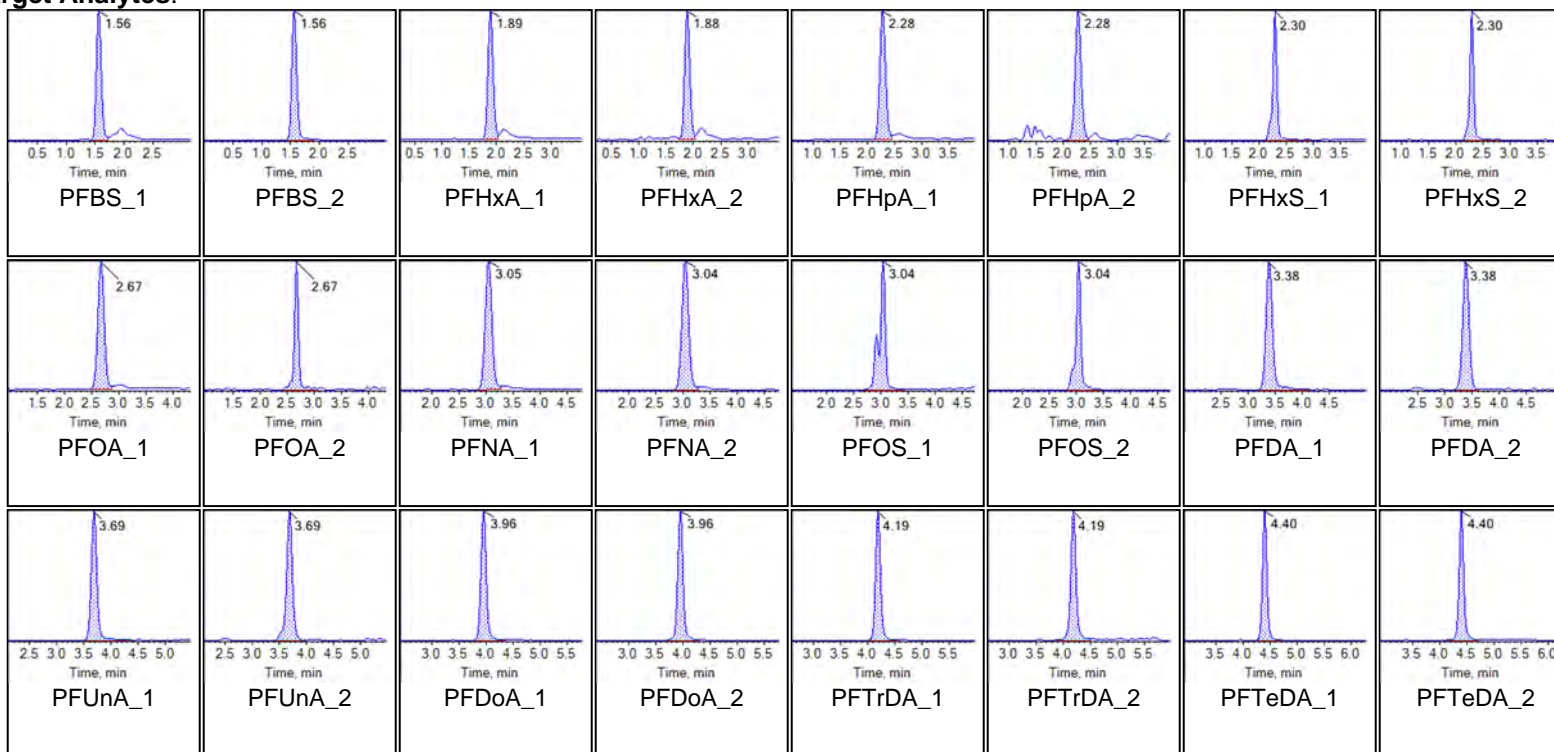 rget Analytes:
1.56 1.56 1.89 1.88 2.28 2.28 2.30 2.30
0.5 1.0 1.5 2.0 2.5 0.5 1.0 1.5 2.0 2.5 0.5 1.0 1.5 2.0 2.5 3.0 0.5 1.0 1.5 2.0 2.5 3.0 1.0 1.5 2.0 2.5 3.0 3.5 1.0 1.5 2.0 2.5 3.0 3.5 1.0 1.5 2.0 2.5 3.0 3.5 1.0 1.5 2.0 2.5 3.0 3.5
Time, min Time, min Time, min Time, min Time, min Time, min Time, min Time, min
PFBS_1 PFBS_2 PFHxA_1 PFHxA_2 PFHpA_1 PFHpA_2 PFHxS_1 PFHxS_2
2.67 2.67 3.05 3.04 3.04 3.04 3.38 3.38
1.5 2.0 2.5 3.0 3.5 4.0 1.5 2.0 2.5 3.0 3.5 4.0 2.0 2.5 3.0 3.5 4.0 4.5 2.0 2.5 3.0 3.5 4.0 4.5 2.0 2.5 3.0 3.5 4.0 4.5 2.0 2.5 3.0 3.5 4.0 4.5 2.5 3.0 3.5 4.0 4.5 2.5 3.0 3.5 4.0 4.5
Time, min Time, min Time, min Time, min Time, min Time, min Time, min Time, min
PFOA_1 PFOA_2 PFNA_1 PFNA_2 PFOS_1 PFOS_2 PFDA_1 PFDA_2
3.69 3.69 3.96 3.96 4.19 4.19 4.40 4.40
2.5 3.0 3.5 4.0 4.5 5.0 2.5 3.0 3.5 4.0 4.5 5.0 3.0 3.5 4.0 4.5 5.0 5.5 3.0 3.5 4.0 4.5 5.0 5.5 3.0 3.5 4.0 4.5 5.0 5.5 3.0 3.5 4.0 4.5 5.0 5.5 3.5 4.0 4.5 5.0 5.5 6.0 3.5 4.0 4.5 5.0 5.5 6.0
Time, min Time, min Time, min Time, min Time, min Time, min Time, min Time, min
PFUnA_1 PFUnA_2 PFDoA_1 PFDoA_2 PFTrDA_1 PFTrDA_2 PFTeDA_1 PFTeDA_2